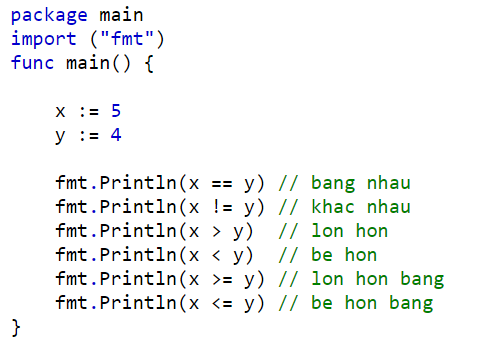 package main
import ("fmt")
func main() {
    x := 5
    y := 4
    fmt.Println(x == y) // bang nhau
    fmt.Println(x != y) // khac nhau
    fmt.Println(x > y)  // lon hon
    fmt.Println(x < y)  // be hon
    fmt.Println(x >= y) // lon hon bang
    fmt.Println(x <= y) // be hon bang
}